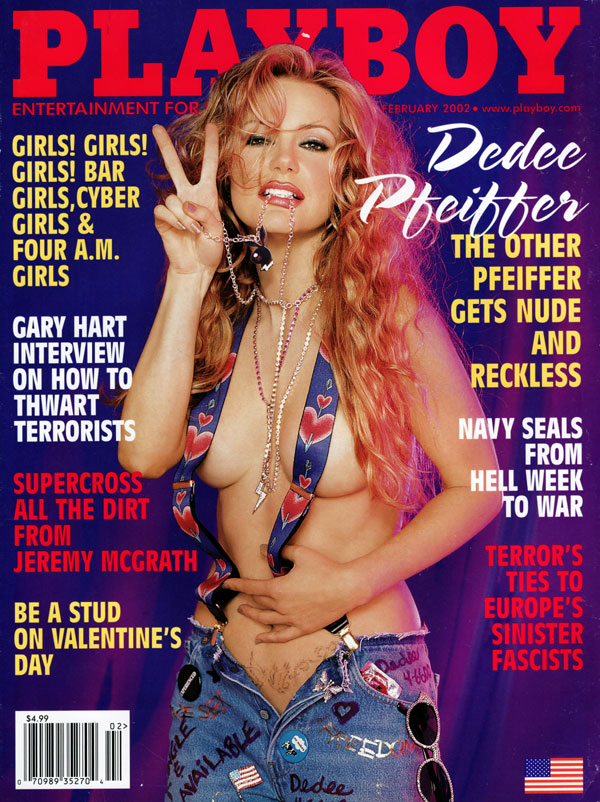 PLAYBOY
ENTERTAINMENT FOR
FEBRUARY 2002 • www.playboy.com
GIRLS! GIRLS!
GIRLS! BAR
GIRLS,CYBER
GIRLS &
FOUR A.M.
GIRLS
GARY HART
INTERVIEW
ON HOW TO
THWART
TERRORISTS
SUPERCROSS
ALL THE DIRT
FROM
JEREMY MCGRATH
BE A STUD
ON VALENTINE'S
DAY
Dedee
Pfeiffer
THE OTHER
PFEIFFER
GETS NUDE
AND
RECKLESS
NAVY SEALS
FROM
HELL WEEK
TO WAR
TERROR'S
TIES TO
EUROPE'S
SINISTER
FASCISTS
Dedee
FREEDOM
AVAILABLE
Dedee
$4.99
02>
0 70989 35270 4